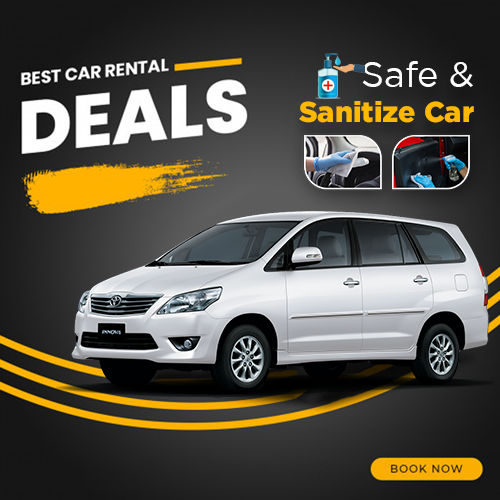 BEST CAR RENTAL
DEALS
Safe &
Sanitize Car
INNOVA
BOOK NOW